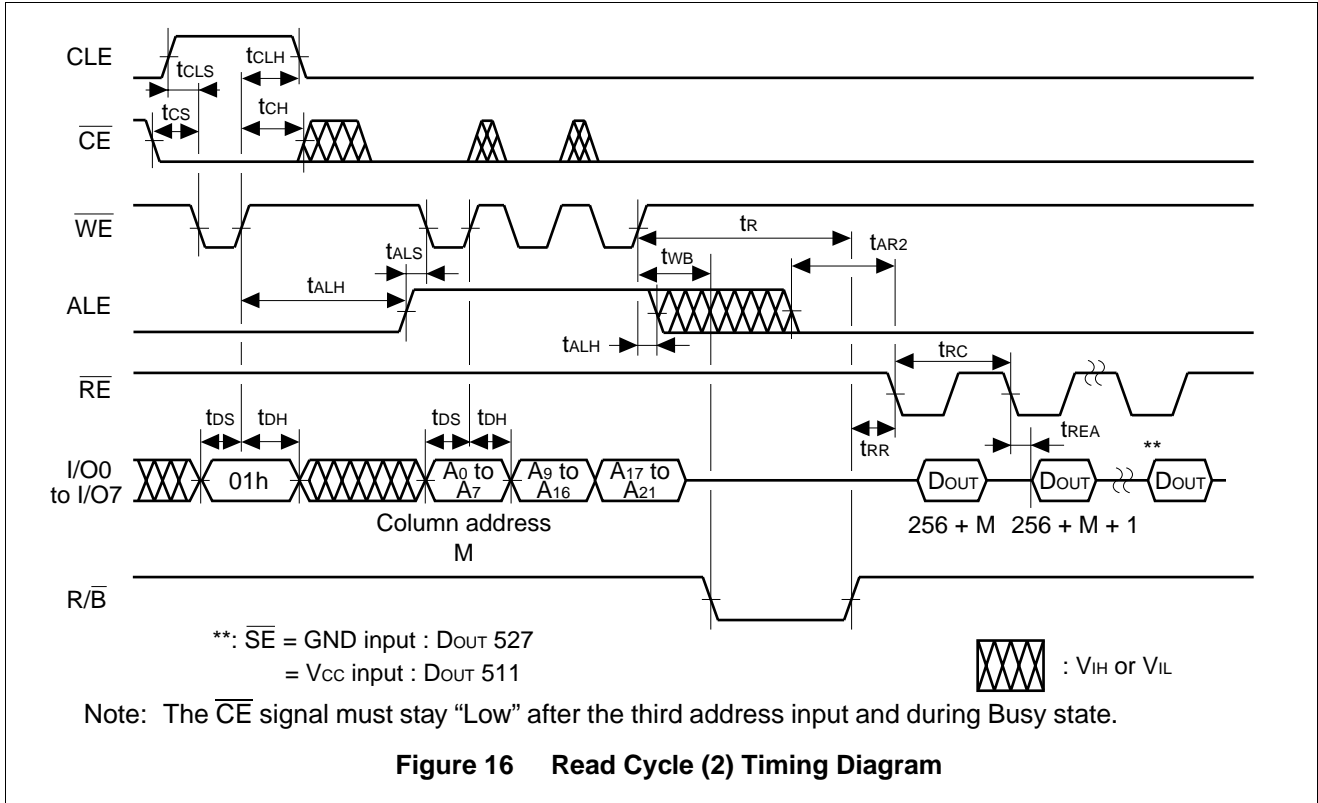 CLE
tCLS
tCLH
tCS
tCH
CE
WE
tALS
tR
tWB
tAR2
tALH
ALE
tALH
tRC
RE
tDS tDH tDS tDH
tRR
tREA
**
I/O0 to I/O7
01h
A0 to A7
A9 to A16
A17 to A21
DOUT DOUT DOUT
Column address M
256 + M 256 + M + 1
R/B
**: SE = GND input : DOUT 527
= VCC input : DOUT 511
: VIH or VIL
Note: The CE signal must stay “Low” after the third address input and during Busy state.
Figure 16 Read Cycle (2) Timing Diagram